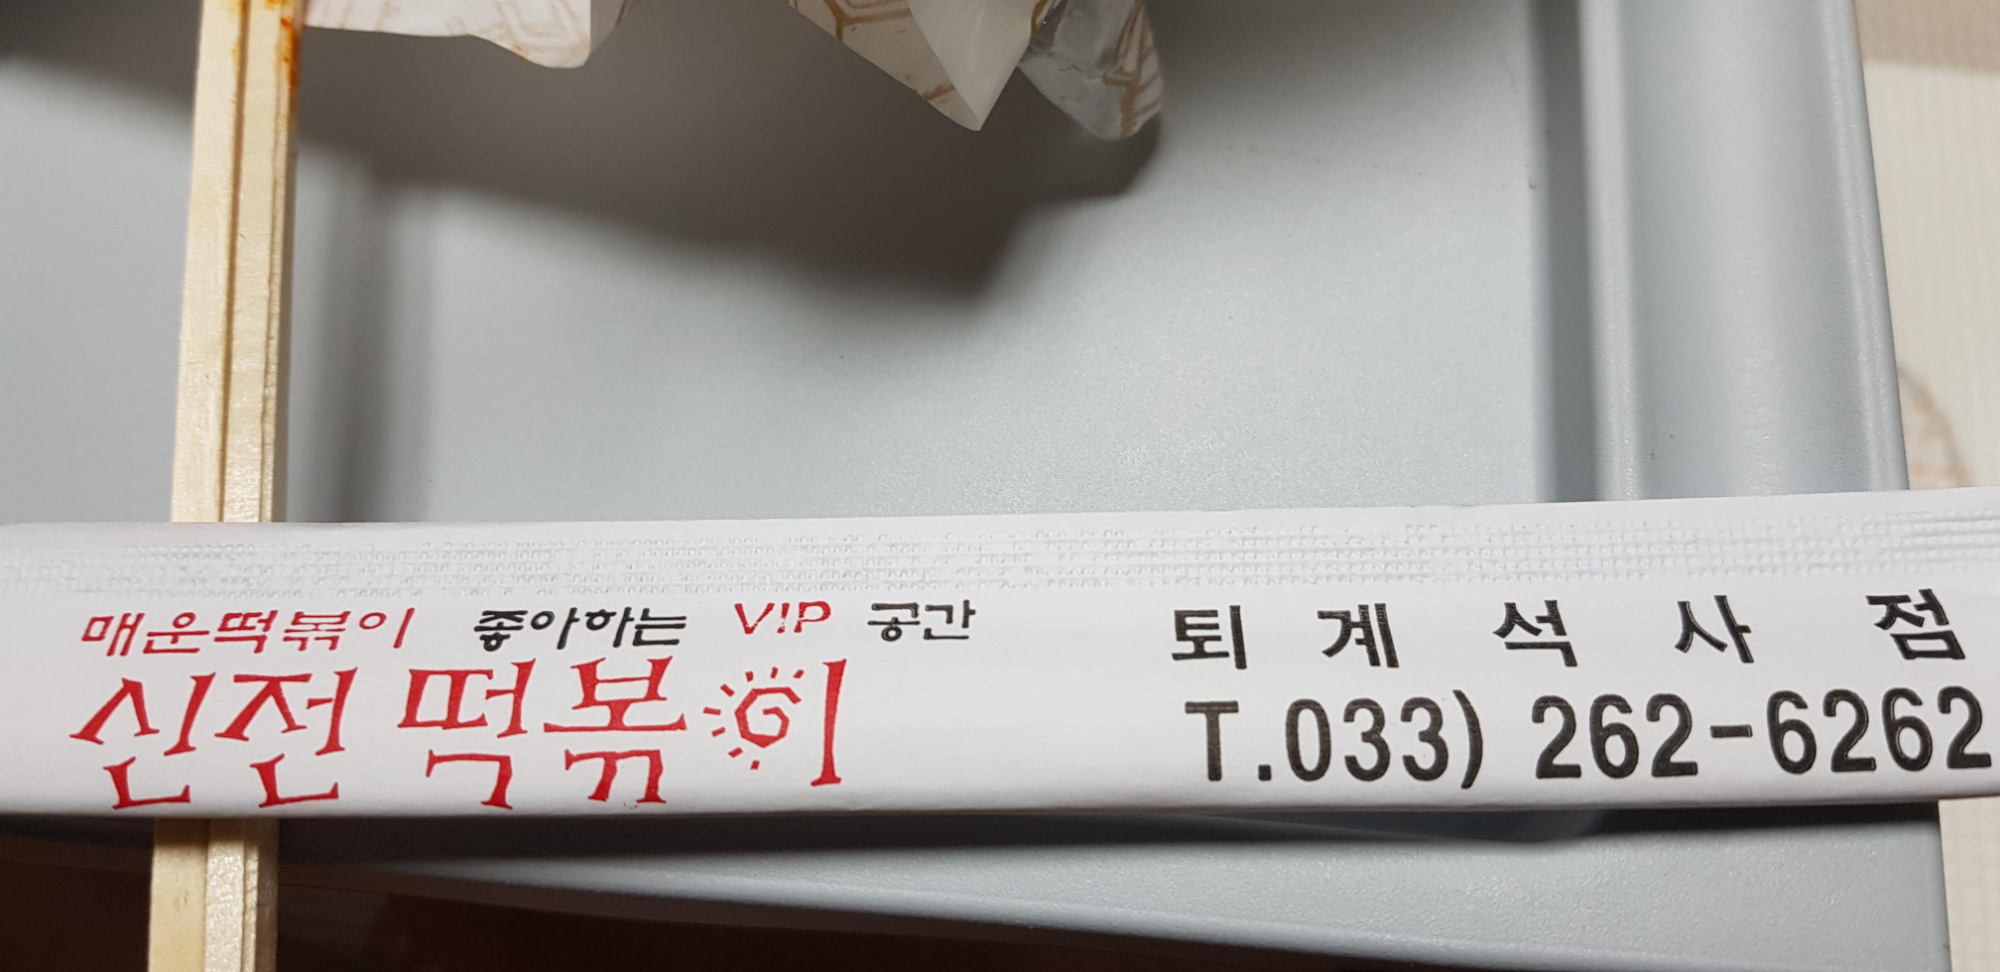 매운떡볶이 좋아하는 V!P 공간
신전 떡볶이
퇴계석사점
T.033) 262-6262